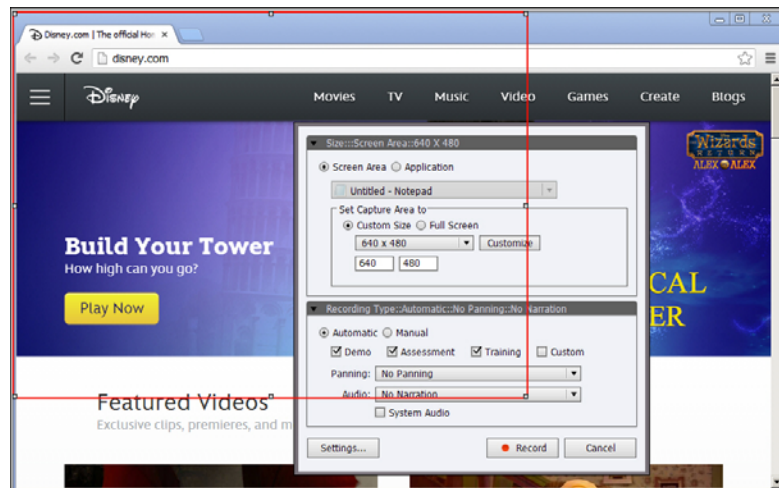 Disney.com | The official Hor
disney.com
Disney
Movies TV Music Video Games Create Blogs
Wizards
RETURN
ALEX ALEX
Build Your Tower
How high can you go?
Play Now
CAL
ER
Size:::Screen Area::640 X 480
Screen Area Application
Untitled - Notepad
Set Capture Area to
Custom Size Full Screen
640 x 480 Customize
640 480
Recording Type::Automatic::No Panning::No Narration
Automatic Manual
Demo Assessment Training Custom
Panning: No Panning
Audio: No Narration
System Audio
Settings... Record Cancel
Featured Videos
Exclusive clips, premieres, and m